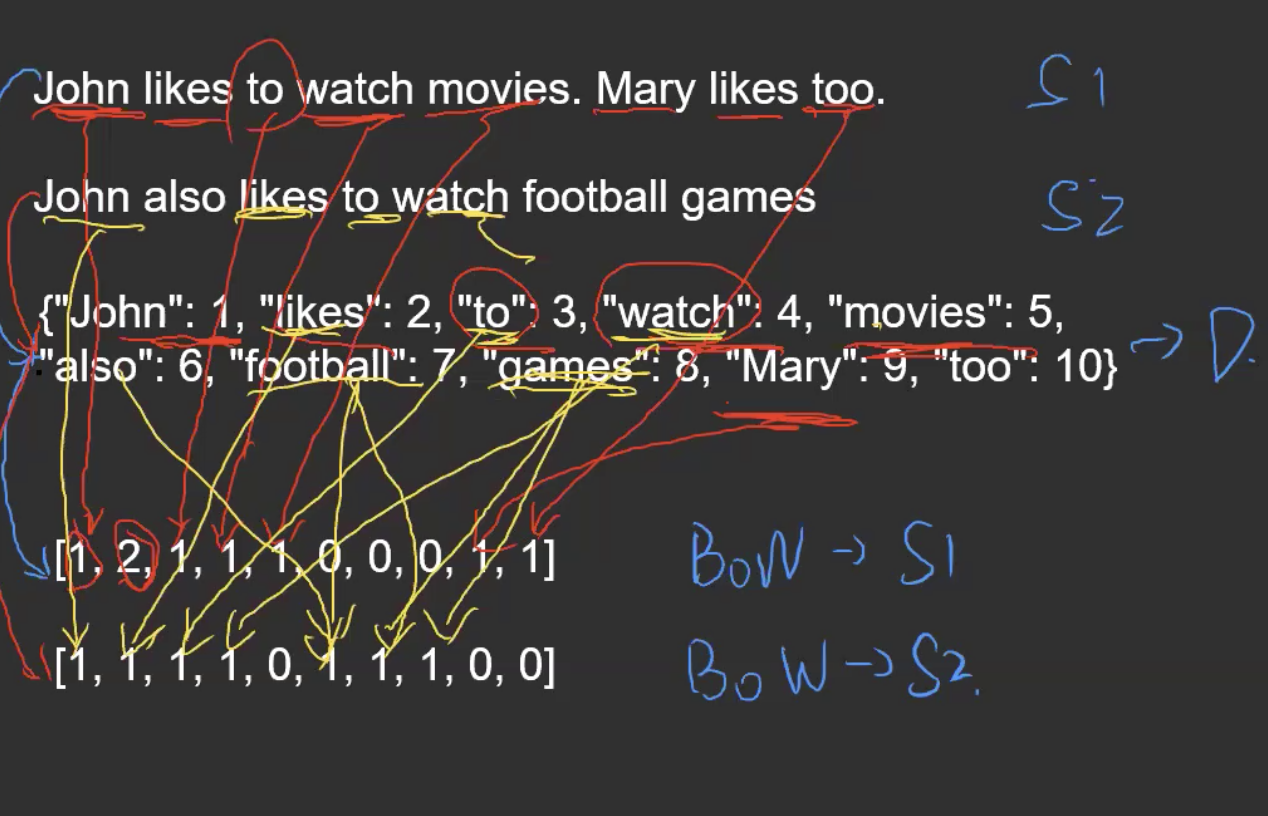 John likes to watch movies. Mary likes too. S1
John also likes to watch football games S2
{"John": 1, "likes": 2, "to": 3, "watch": 4, "movies": 5,
"also": 6, "football": 7, "games": 8, "Mary": 9, "too": 10} → D.
[1, 2, 1, 1, 1, 0, 0, 0, 1, 1] BoW → S1
[1, 1, 1, 1, 0, 1, 1, 1, 0, 0] BoW → S2.